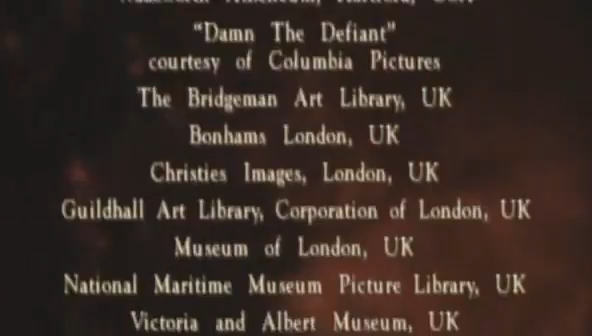 "Damn The Defiant"
courtesy of Columbia Pictures
The Bridgeman Art Library, UK
Bonhams London, UK
Christies Images, London, UK
Guildhall Art Library, Corporation of London, UK
Museum of London, UK
National Maritime Museum Picture Library, UK
Victoria and Albert Museum, UK